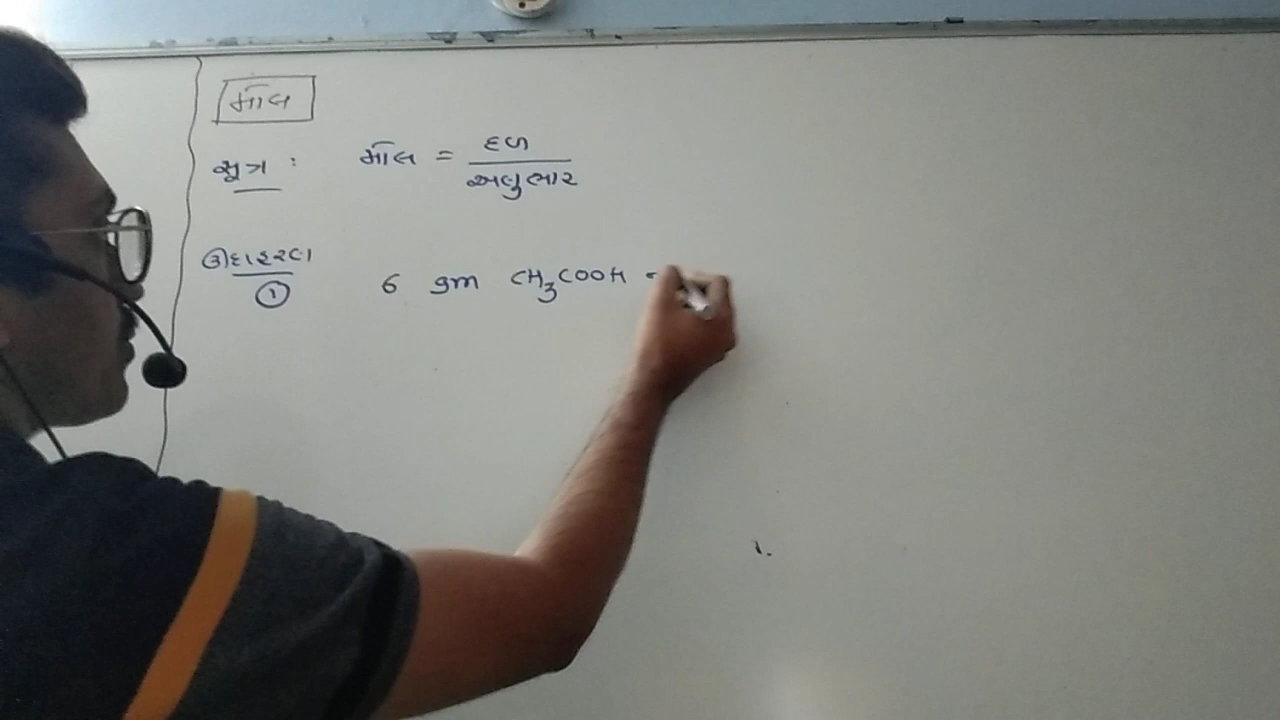 મોલ
સૂત્ર : મોલ = દળ / અણુભાર
ઉદાહરણ ① 6 gm CH₃COOH =